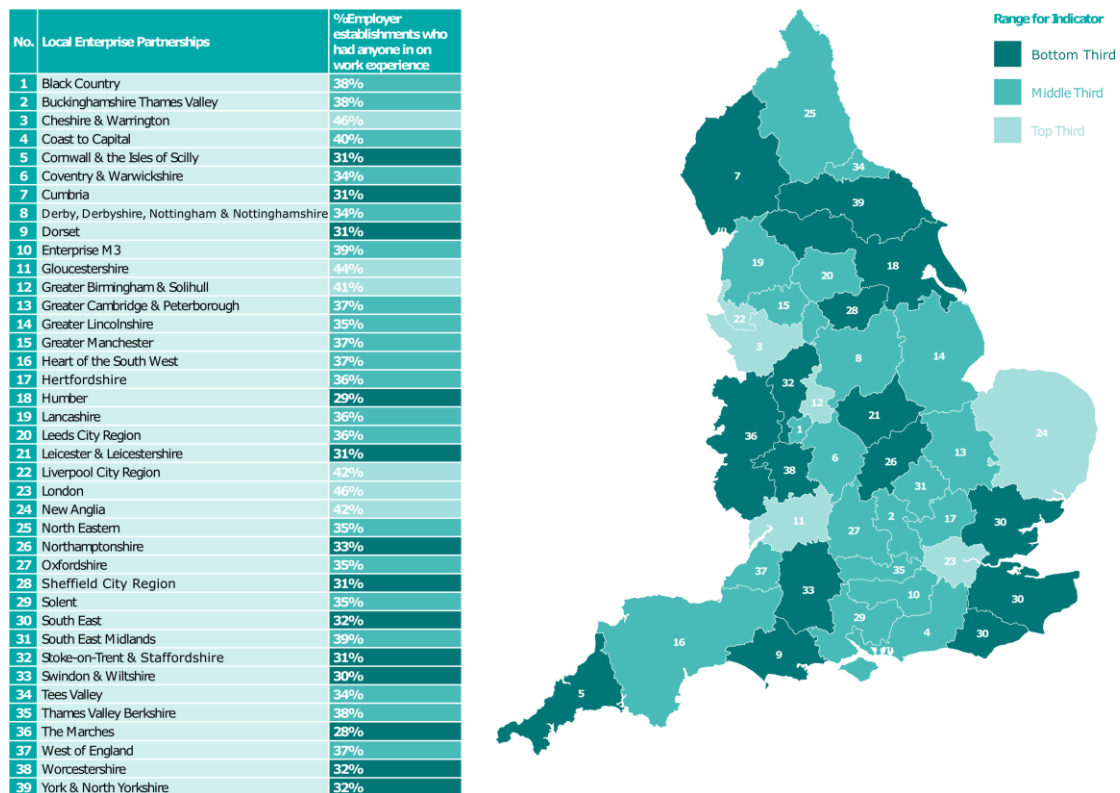 No. Local Enterprise Partnerships %Employer establishments who had anyone in on work experience
1 Black Country 38%
2 Buckinghamshire Thames Valley 38%
3 Cheshire & Warrington 46%
4 Coast to Capital 40%
5 Cornwall & the Isles of Scilly 31%
6 Coventry & Warwickshire 34%
7 Cumbria 31%
8 Derby, Derbyshire, Nottingham & Nottinghamshire 34%
9 Dorset 31%
10 Enterprise M3 39%
11 Gloucestershire 44%
12 Greater Birmingham & Solihull 41%
13 Greater Cambridge & Peterborough 37%
14 Greater Lincolnshire 35%
15 Greater Manchester 37%
16 Heart of the South West 37%
17 Hertfordshire 36%
18 Humber 29%
19 Lancashire 36%
20 Leeds City Region 36%
21 Leicester & Leicestershire 31%
22 Liverpool City Region 42%
23 London 46%
24 New Anglia 42%
25 North Eastern 35%
26 Northamptonshire 33%
27 Oxfordshire 35%
28 Sheffield City Region 31%
29 Solent 35%
30 South East 32%
31 South East Midlands 39%
32 Stoke-on-Trent & Staffordshire 31%
33 Swindon & Wiltshire 30%
34 Tees Valley 34%
35 Thames Valley Berkshire 38%
36 The Marches 28%
37 West of England 37%
38 Worcestershire 32%
39 York & North Yorkshire 32%
Range for Indicator
Bottom Third
Middle Third
Top Third
25
34
7
39
19
20
18
15
28
22
3
8
14
32
12
21
24
1
36
6
26
13
38
31
11
27
2
17
30
37
35
23
33
10
30
29
16
4
30
9
5